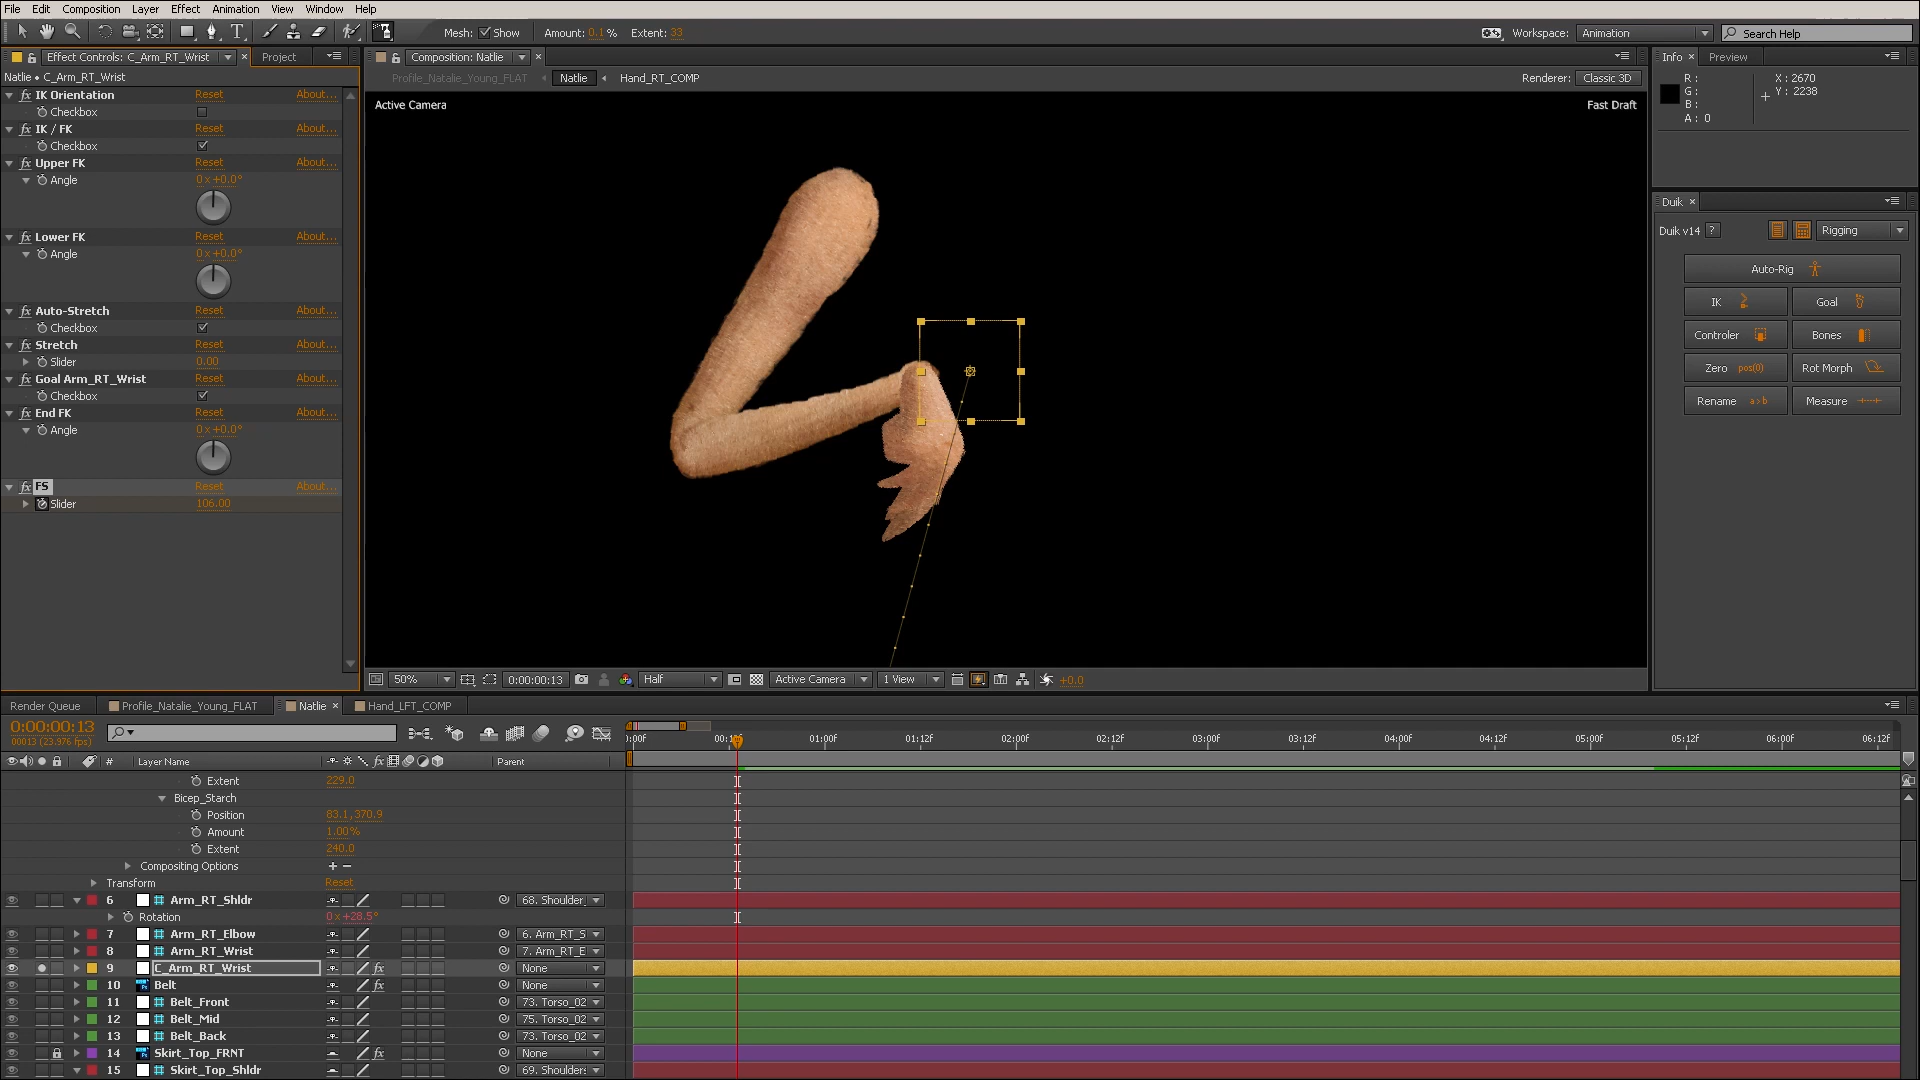 File Edit Composition Layer Effect Animation View Window Help
Mesh: Show Amount: 0.1 % Extent: 33 Workspace: Animation Search Help
Effect Controls: C_Arm_RT_Wrist Project
Composition: Natlie
Info Preview
Natlie • C_Arm_RT_Wrist
Profile_Natalie_Young_FLAT Natlie Hand_RT_COMP Renderer: Classic 3D
R : X : 2670
G : Y : 2238
B :
A : 0
IK Orientation Reset About...
Checkbox
IK / FK Reset About...
Checkbox
Upper FK Reset About...
Angle 0 x +0.0°
Lower FK Reset About...
Angle 0 x +0.0°
Auto-Stretch Reset About...
Checkbox
Stretch Reset About...
Slider 0.00
Goal Arm_RT_Wrist Reset About...
Checkbox
End FK Reset About...
Angle 0 x +0.0°
FS Reset About...
Slider 106.00
Active Camera Fast Draft
Duik
Duik v14 ? Rigging
Auto-Rig
IK Goal
Controler Bones
Zero pos(0) Rot Morph
Rename a>b Measure
50% 0:00:00:13 Half Active Camera 1 View +0.0
Render Queue Profile_Natalie_Young_FLAT Natlie Hand_LFT_COMP
0:00:00:13
00013 (23.976 fps)
01:00F 01:12F 02:00F 02:12F 03:00F 03:12F 04:00F 04:12F 05:00F 05:12F 06:00F 06:12F
# Layer Name Parent
Extent 229.0
Bicep_Starch
Position 83.1,370.9
Amount 1.00%
Extent 240.0
Compositing Options + −
Transform Reset
6 Arm_RT_Shldr 68. Shoulder
Rotation 0 x +28.5°
7 Arm_RT_Elbow 6. Arm_RT_S
8 Arm_RT_Wrist 7. Arm_RT_E
9 C_Arm_RT_Wrist fx None
10 Belt fx None
11 Belt_Front 73. Torso_02
12 Belt_Mid 75. Torso_02
13 Belt_Back 73. Torso_02
14 Skirt_Top_FRNT fx None
15 Skirt_Top_Shldr 69. Shoulder: